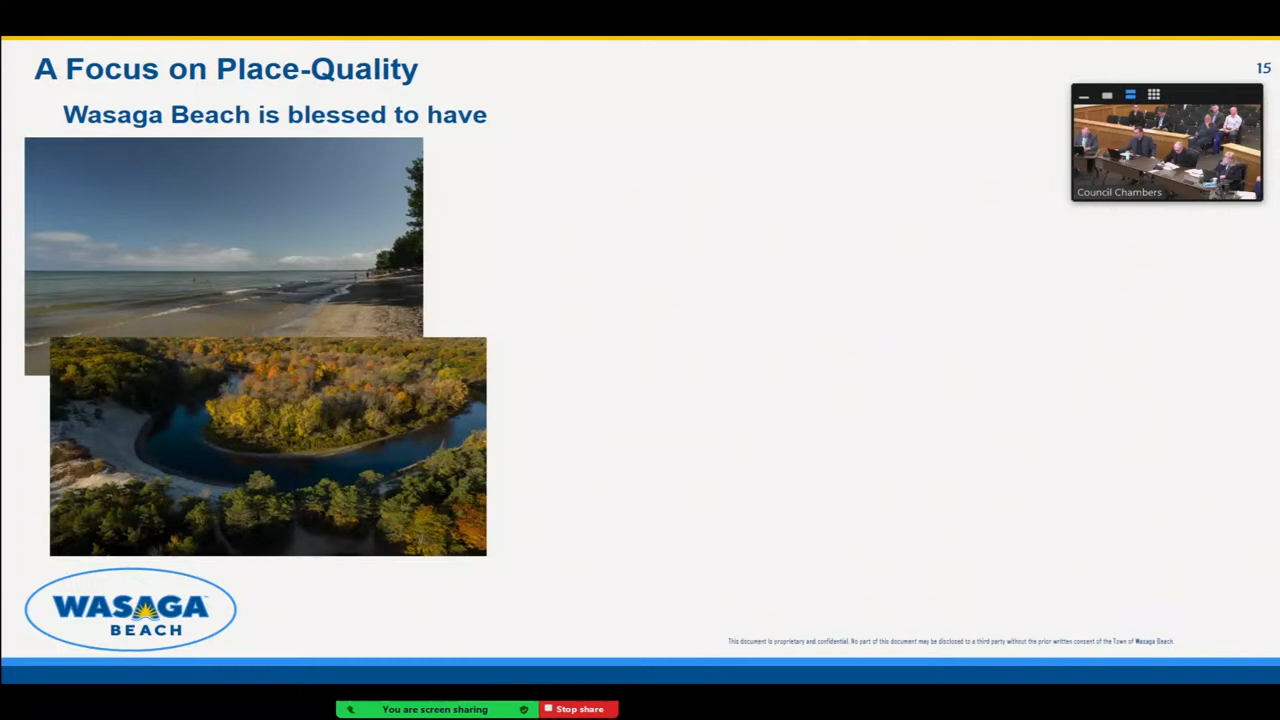 A Focus on Place-Quality
15
Wasaga Beach is blessed to have
Council Chambers
WASAGA
BEACH
This document is proprietary and confidential. No part of this document may be disclosed to a third party without the prior written consent of the Town of Wasaga Beach.
You are screen sharing
Stop share